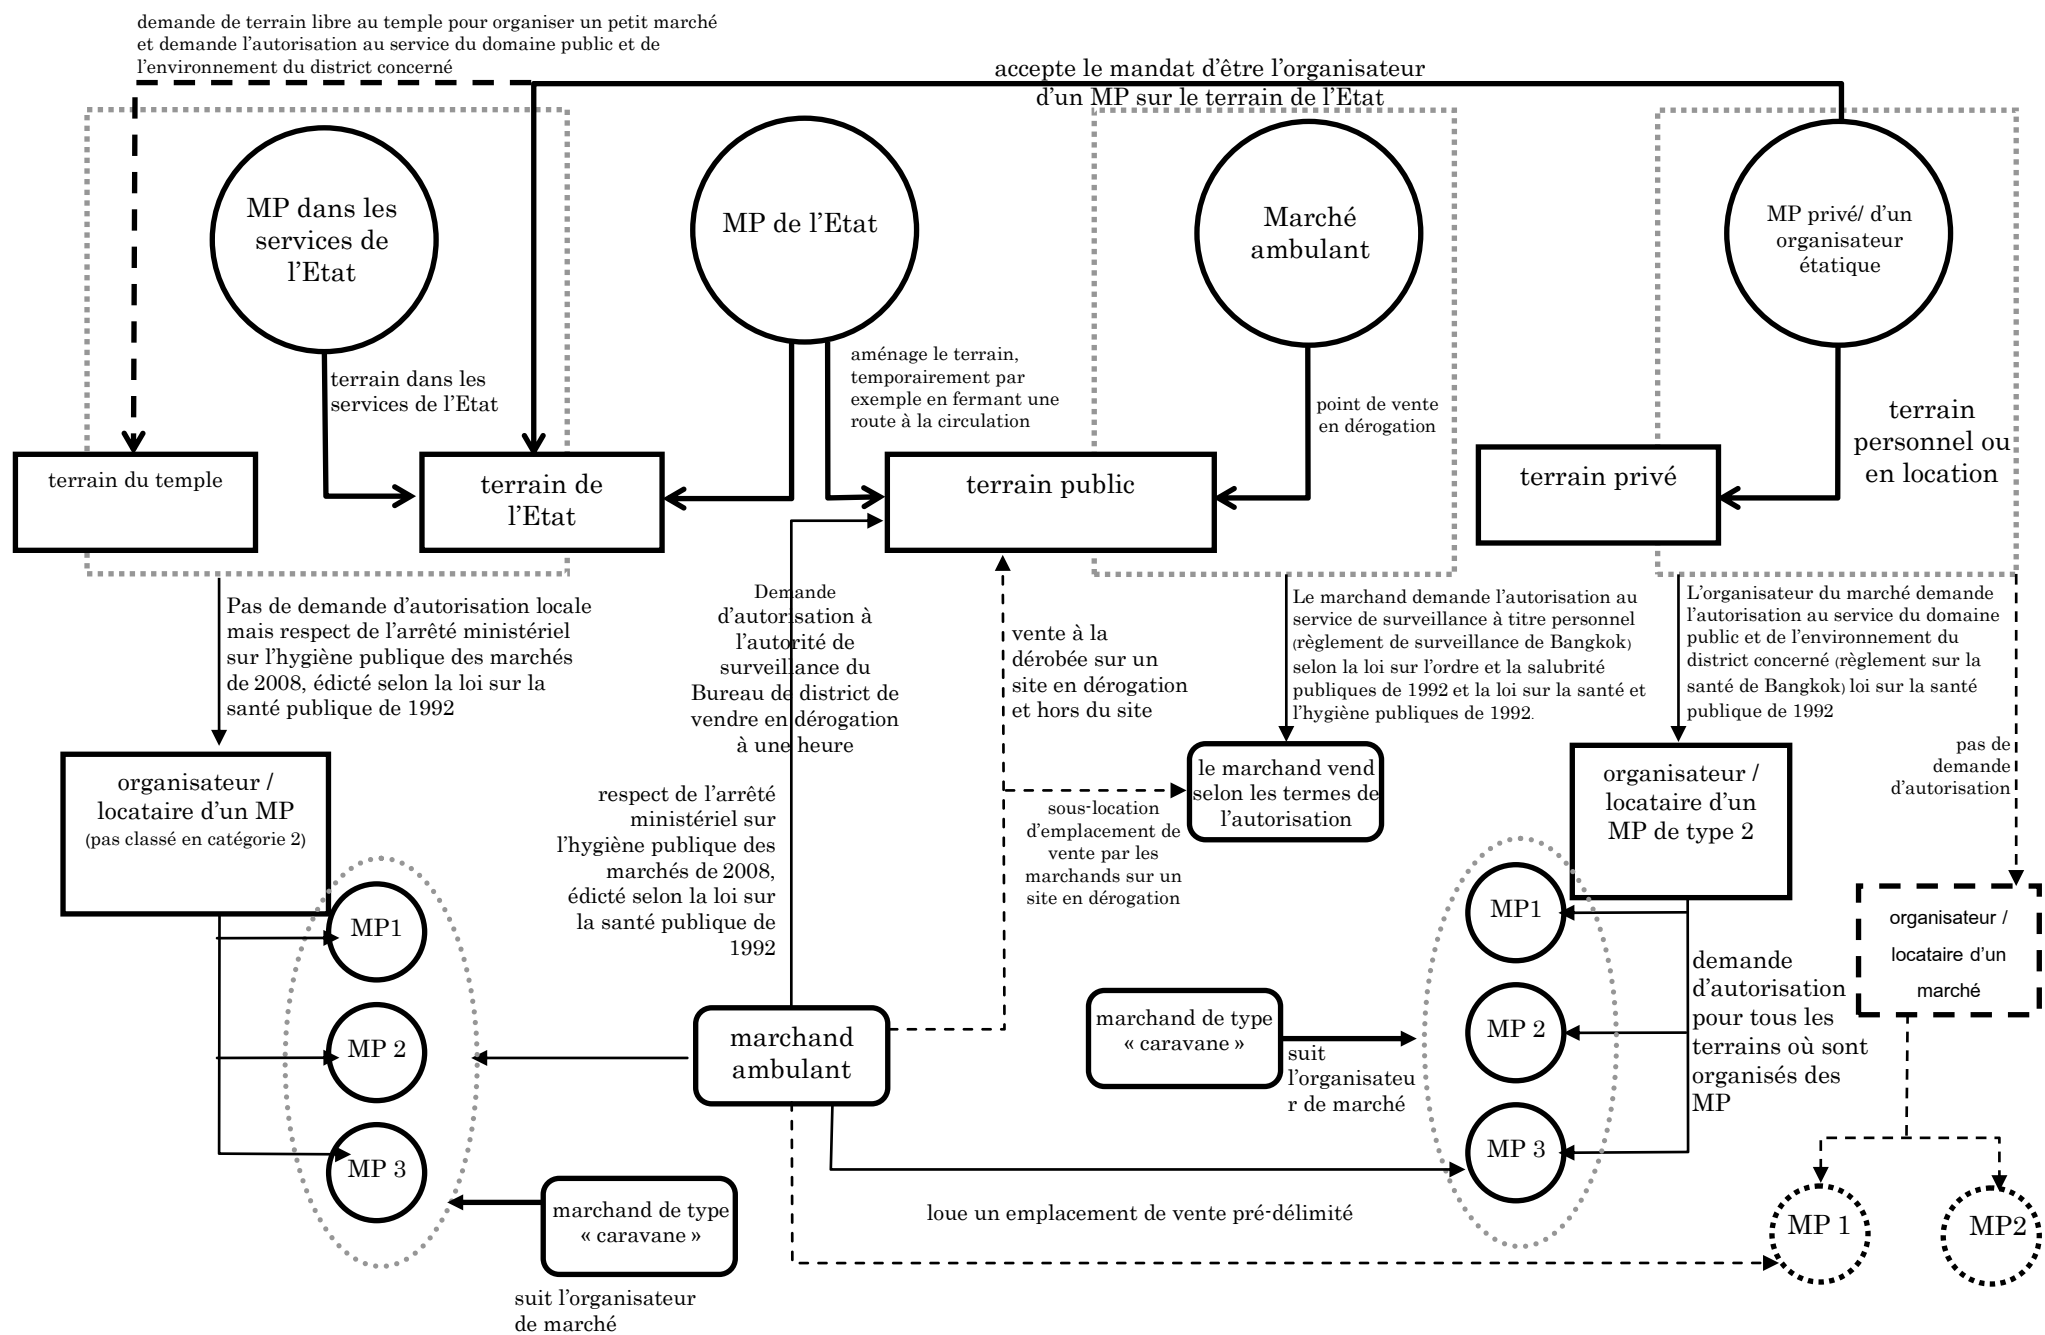 demande de terrain libre au temple pour organiser un petit marché
et demande l’autorisation au service du domaine public et de
l’environnement du district concerné
accepte le mandat d’être l’organisateur
d’un MP sur le terrain de l’Etat
MP dans les
services de
l’Etat
MP de l’Etat
Marché
ambulant
MP privé/ d’un
organisateur
étatique
terrain dans les
services de l’Etat
aménage le terrain,
temporairement par
exemple en fermant une
route à la circulation
point de vente
en dérogation
terrain
personnel ou
en location
terrain du temple
terrain de
l’Etat
terrain public
terrain privé
Pas de demande d’autorisation locale
mais respect de l’arrêté ministériel
sur l’hygiène publique des marchés
de 2008, édicté selon la loi sur la
santé publique de 1992
Demande
d’autorisation à
l’autorité de
surveillance du
Bureau de district de
vendre en dérogation
à une heure
vente à la
dérobée sur un
site en dérogation
et hors du site
Le marchand demande l’autorisation au
service de surveillance à titre personnel
(règlement de surveillance de Bangkok)
selon la loi sur l’ordre et la salubrité
publiques de 1992 et la loi sur la santé et
l’hygiène publiques de 1992.
L’organisateur du marché demande
l’autorisation au service du domaine
public et de l’environnement du
district concerné (règlement sur la
santé de Bangkok) loi sur la santé
publique de 1992
pas de
demande
d’autorisation
organisateur /
locataire d’un MP
(pas classé en catégorie 2)
respect de l’arrêté
ministériel sur
l’hygiène publique des
marchés de 2008,
édicté selon la loi sur
la santé publique de
1992
sous-location
d’emplacement de
vente par les
marchands sur un
site en dérogation
le marchand vend
selon les termes de
l’autorisation
organisateur /
locataire d’un
MP de type 2
organisateur /
locataire d’un
marché
MP1
MP 2
MP 3
marchand
ambulant
marchand de type
« caravane »
suit
l’organisateu
r de marché
MP1
MP 2
MP 3
demande
d’autorisation
pour tous les
terrains où sont
organisés des
MP
marchand de type
« caravane »
suit l’organisateur
de marché
loue un emplacement de vente pré-délimité
MP 1
MP2